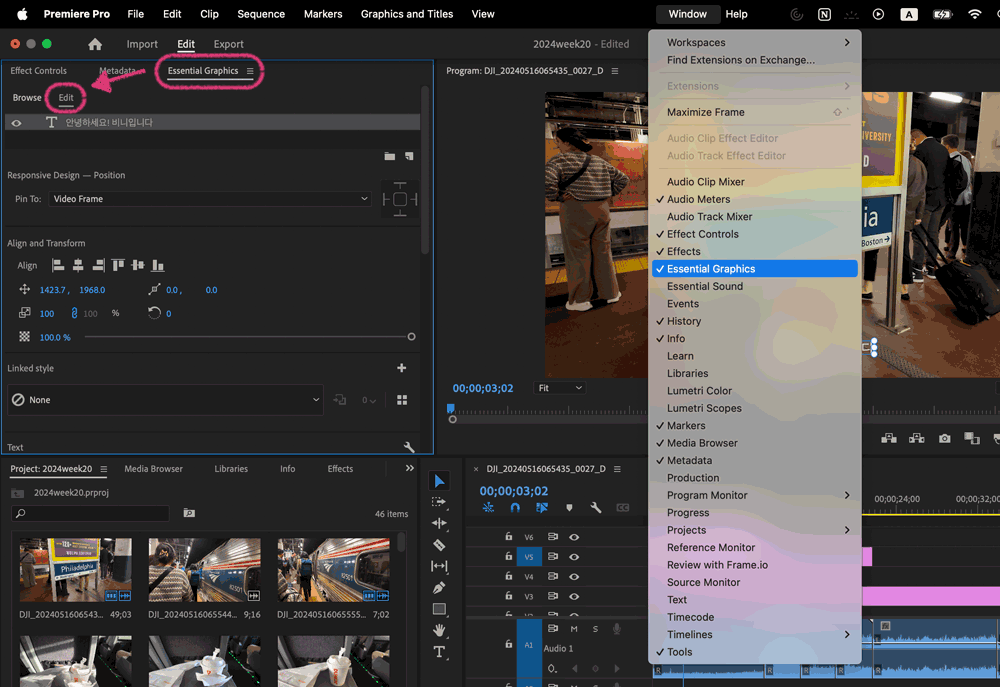 Premiere Pro File Edit Clip Sequence Markers Graphics and Titles View Window Help
Import Edit Export
2024week20 - Edited
Effect Controls Metadata Essential Graphics
Browse Edit
안녕하세요! 비니입니다
Responsive Design — Position
Pin To: Video Frame
Align and Transform
Align
1423.7, 1968.0 0.0, 0.0
100 100 % 0
100.0 %
Linked style
None 0
Text
Program: DJI_20240516065435_0027_D
00;00;03;02 Fit
Workspaces
Find Extensions on Exchange...
Extensions
Maximize Frame
Audio Clip Effect Editor
Audio Track Effect Editor
Audio Clip Mixer
Audio Meters
Audio Track Mixer
Effect Controls
Effects
Essential Graphics
Essential Sound
Events
History
Info
Learn
Libraries
Lumetri Color
Lumetri Scopes
Markers
Media Browser
Metadata
Production
Program Monitor
Progress
Projects
Reference Monitor
Review with Frame.io
Source Monitor
Text
Timecode
Timelines
Tools
Boston
Project: 2024week20 Media Browser Libraries Info Effects
2024week20.prproj
46 items
Philadelphia
DJI_2024051606543... 49;03
DJI_20240516065544... 9;16
DJI_20240516065555... 7;02
DJI_20240516065435_0027_D
00;00;03;02
00;00;24;00 00;00;32;00
V6
V5
V4
V3
V2
A1 M S
Audio 1